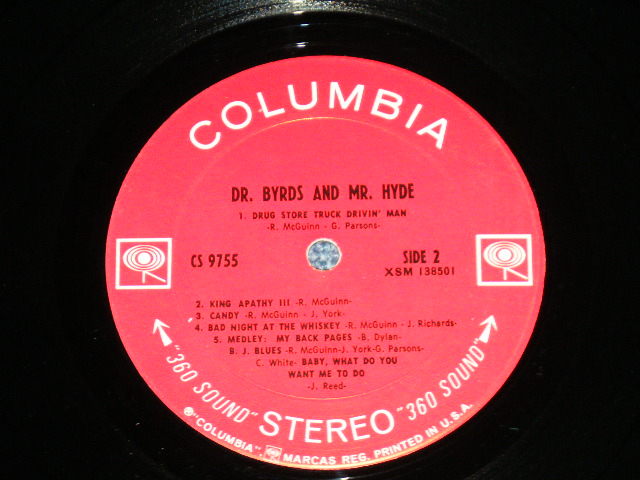 COLUMBIA
DR. BYRDS AND MR. HYDE
1. DRUG STORE TRUCK DRIVIN' MAN
-R. McGuinn - G. Parsons-
CS 9755
SIDE 2
XSM 138501
2. KING APATHY III -R. McGuinn-
3. CANDY -R. McGuinn - J. York-
4. BAD NIGHT AT THE WHISKEY -R. McGuinn - J. Richards-
5. MEDLEY: MY BACK PAGES -B. Dylan-
B. J. BLUES -R. McGuinn-J. York-G. Parsons-
C. White- BABY, WHAT DO YOU
WANT ME TO DO
-J. Reed-
"360 SOUND" STEREO "360 SOUND"
℗"COLUMBIA", MARCAS REG. PRINTED IN U.S.A.